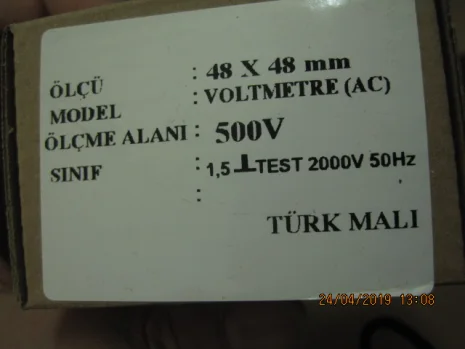 ÖLÇÜ : 48 X 48 mm
MODEL : VOLTMETRE (AC)
ÖLÇME ALANI : 500V
SINIF : 1,5 ⊥ TEST 2000V 50Hz
:
TÜRK MALI
24/04/2019 13:08